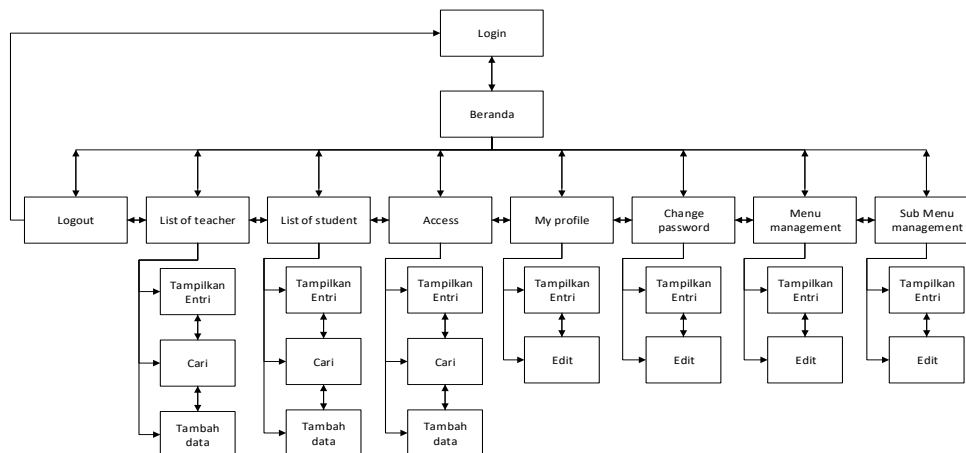 Login
Beranda
Logout
List of teacher
List of student
Access
My profile
Change
password
Menu
management
Sub Menu
management
Tampilkan
Entri
Tampilkan
Entri
Tampilkan
Entri
Tampilkan
Entri
Tampilkan
Entri
Tampilkan
Entri
Tampilkan
Entri
Cari
Cari
Cari
Edit
Edit
Edit
Edit
Tambah
data
Tambah
data
Tambah
data